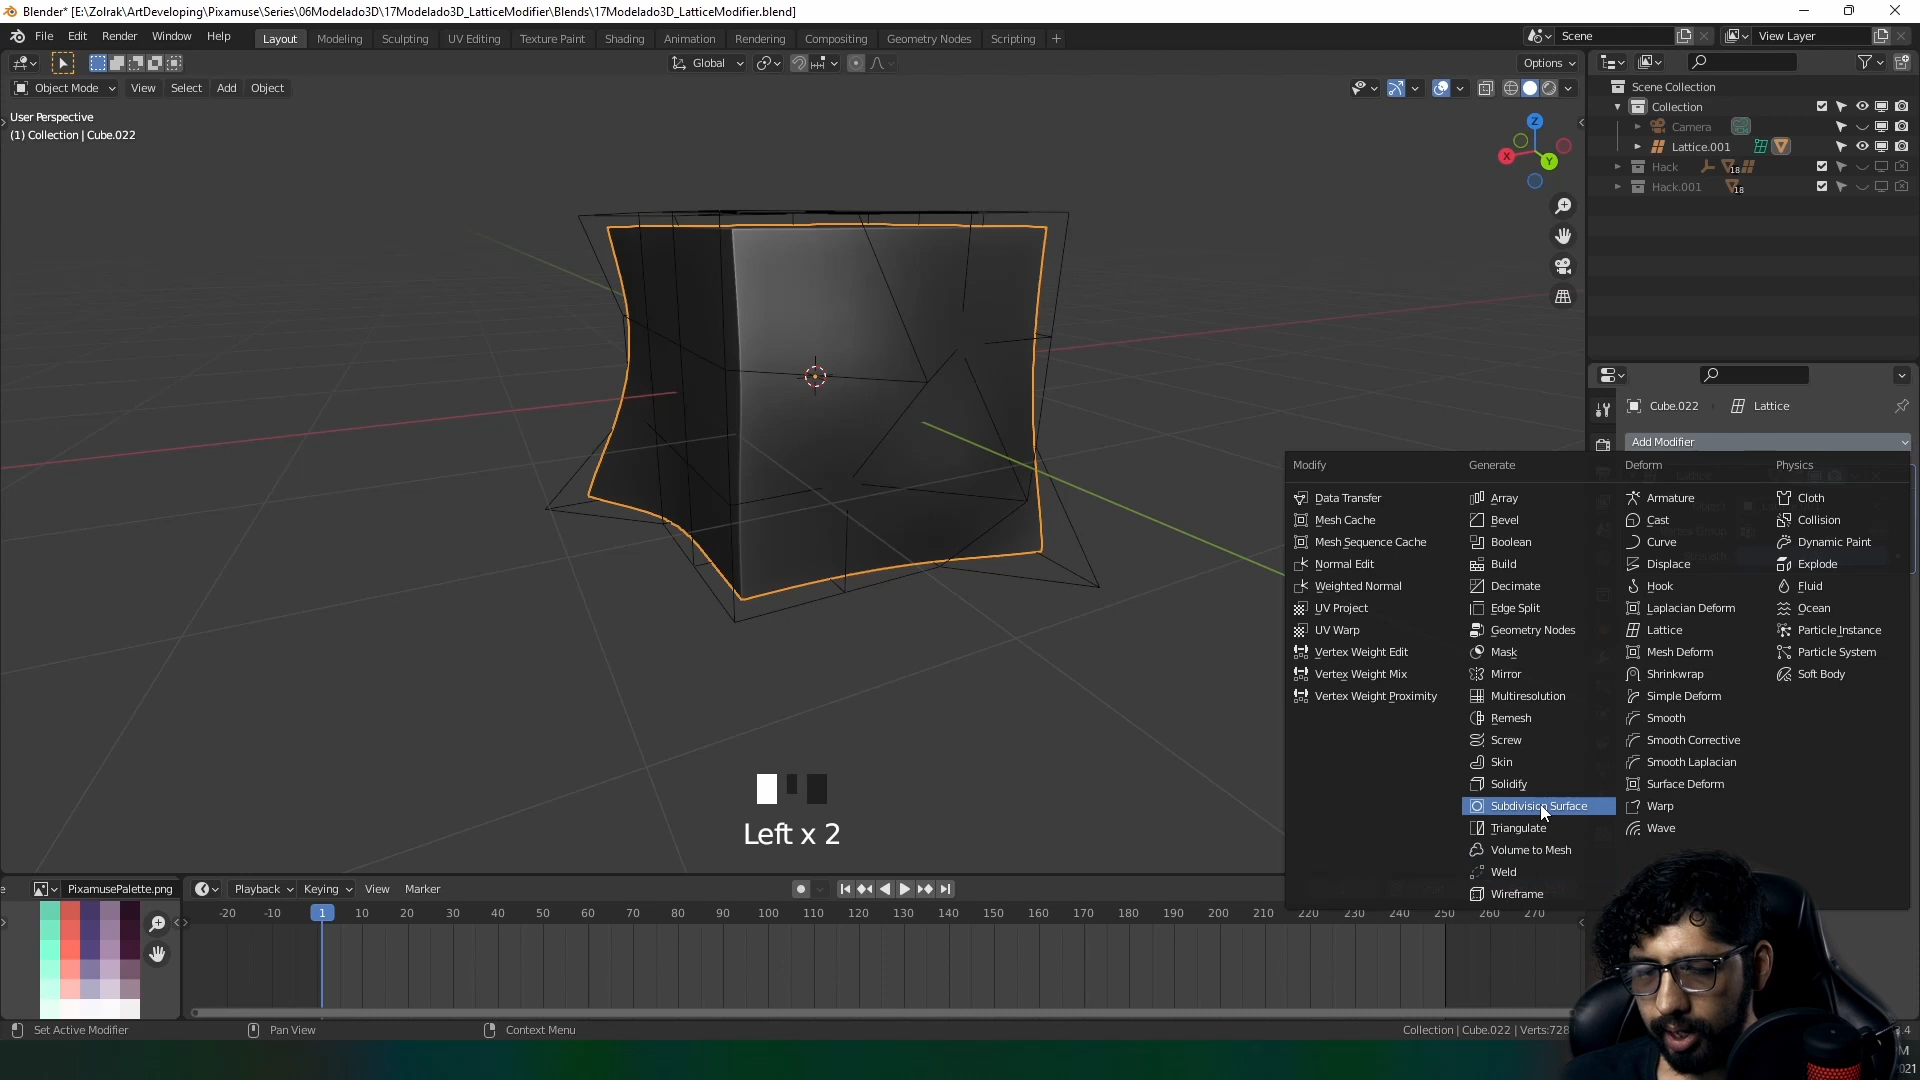 Blender* [E:\Zolrak\ArtDeveloping\Pixamuse\Series\06Modelado3D\17Modelado3D_LatticeModifier\Blends\17Modelado3D_LatticeModifier.blend]
File Edit Render Window Help Layout Modeling Sculpting UV Editing Texture Paint Shading Animation Rendering Compositing Geometry Nodes Scripting + Scene View Layer
Global Options
Object Mode View Select Add Object
User Perspective
(1) Collection | Cube.022
Z
X
Y
Scene Collection
Collection
Camera
Lattice.001
Hack 18
Hack.001 18
Cube.022 Lattice
Add Modifier
Modify
Data Transfer
Mesh Cache
Mesh Sequence Cache
Normal Edit
Weighted Normal
UV Project
UV Warp
Vertex Weight Edit
Vertex Weight Mix
Vertex Weight Proximity
Generate
Array
Bevel
Boolean
Build
Decimate
Edge Split
Geometry Nodes
Mask
Mirror
Multiresolution
Remesh
Screw
Skin
Solidify
Subdivision Surface
Triangulate
Volume to Mesh
Weld
Wireframe
Deform
Armature
Cast
Curve
Displace
Hook
Laplacian Deform
Lattice
Mesh Deform
Shrinkwrap
Simple Deform
Smooth
Smooth Corrective
Smooth Laplacian
Surface Deform
Warp
Wave
Physics
Cloth
Collision
Dynamic Paint
Explode
Fluid
Ocean
Particle Instance
Particle System
Soft Body
Left x 2
PixamusePalette.png
Playback Keying View Marker
-20 -10 1 10 20 30 40 50 60 70 80 90 100 110 120 130 140 150 160 170 180 190 200 210 220 230 240 250 260 270
Set Active Modifier Pan View Context Menu Collection | Cube.022 | Verts:728